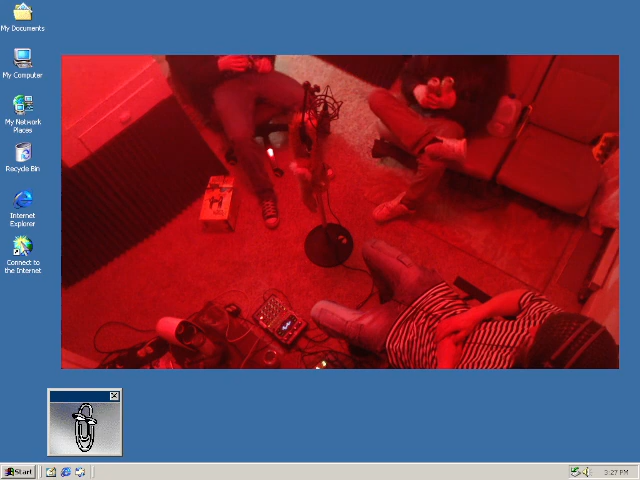 My Documents
My Computer
My Network
Places
Recycle Bin
Internet
Explorer
Connect to
the Internet
Start
3:27 PM